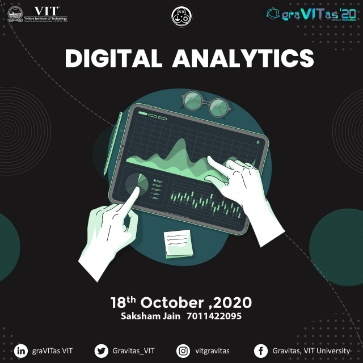 VIT
Vellore Institute of Technology
graVITas'20
DIGITAL ANALYTICS
18th October ,2020
Saksham Jain 7011422095
graVITas VIT
Gravitas_VIT
vitgravitas
Gravitas, VIT University